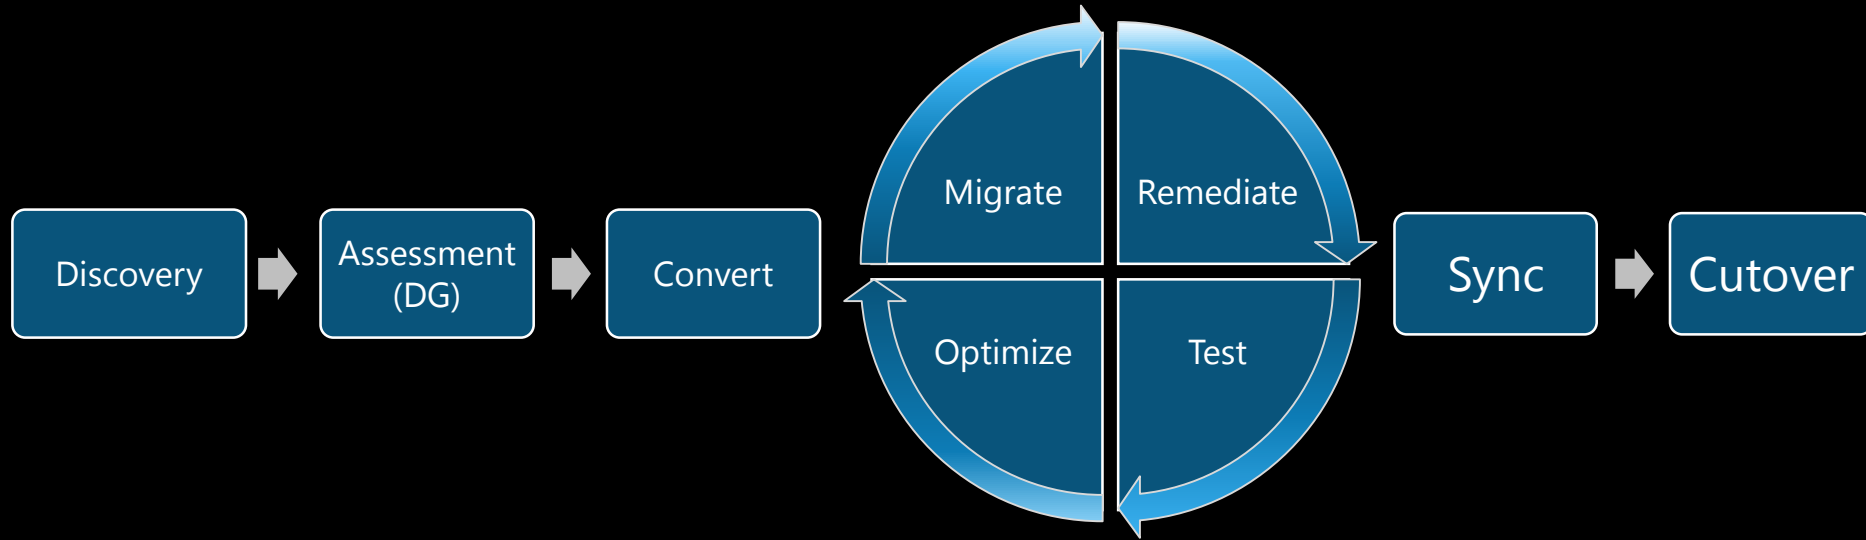 Discovery
Assessment
(DG)
Convert
Migrate
Remediate
Optimize
Test
Sync
Cutover